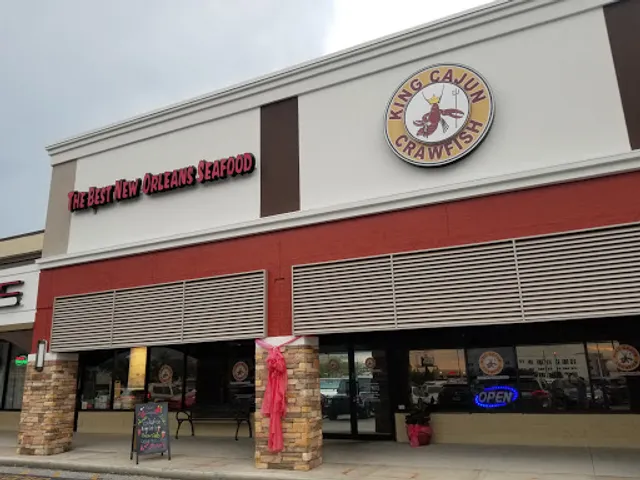 THE BEST NEW ORLEANS SEAFOOD
KING CAJUN
CRAWFISH
OPEN